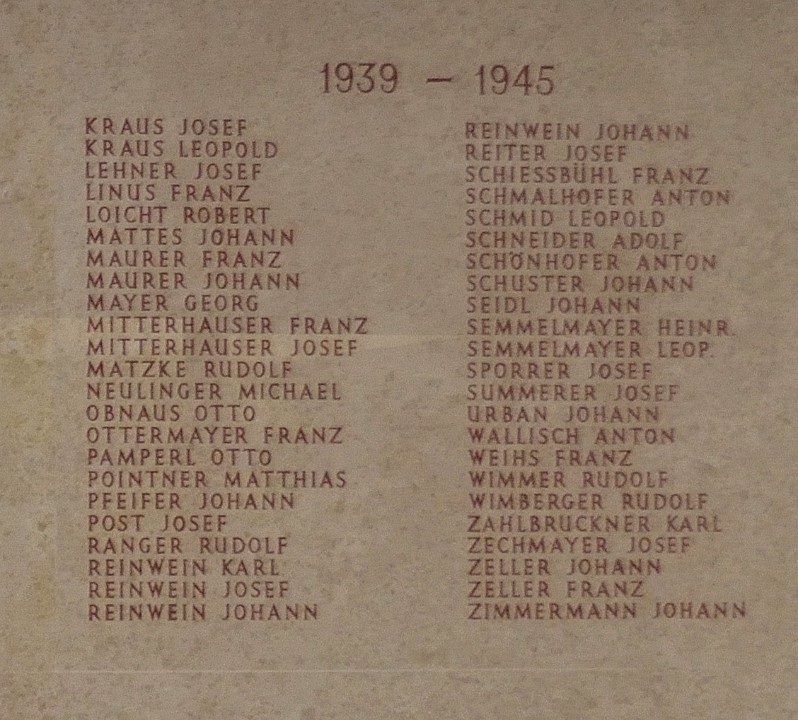 1939 – 1945
KRAUS JOSEF
KRAUS LEOPOLD
LEHNER JOSEF
LINUS FRANZ
LOICHT ROBERT
MATTES JOHANN
MAURER FRANZ
MAURER JOHANN
MAYER GEORG
MITTERHAUSER FRANZ
MITTERHAUSER JOSEF
MATZKE RUDOLF
NEULINGER MICHAEL
OBNAUS OTTO
OTTERMAYER FRANZ
PAMPERL OTTO
POINTNER MATTHIAS
PFEIFER JOHANN
POST JOSEF
RANGER RUDOLF
REINWEIN KARL
REINWEIN JOSEF
REINWEIN JOHANN
REINWEIN JOHANN
REITER JOSEF
SCHIESSBÜHL FRANZ
SCHMALHOFER ANTON
SCHMID LEOPOLD
SCHNEIDER ADOLF
SCHÖNHOFER ANTON
SCHUSTER JOHANN
SEIDL JOHANN
SEMMELMAYER HEINR.
SEMMELMAYER LEOP.
SPORRER JOSEF
SUMMERER JOSEF
URBAN JOHANN
WALLISCH ANTON
WEIHS FRANZ
WIMMER RUDOLF
WIMBERGER RUDOLF
ZAHLBRUCKNER KARL
ZECHMAYER JOSEF
ZELLER JOHANN
ZELLER FRANZ
ZIMMERMANN JOHANN